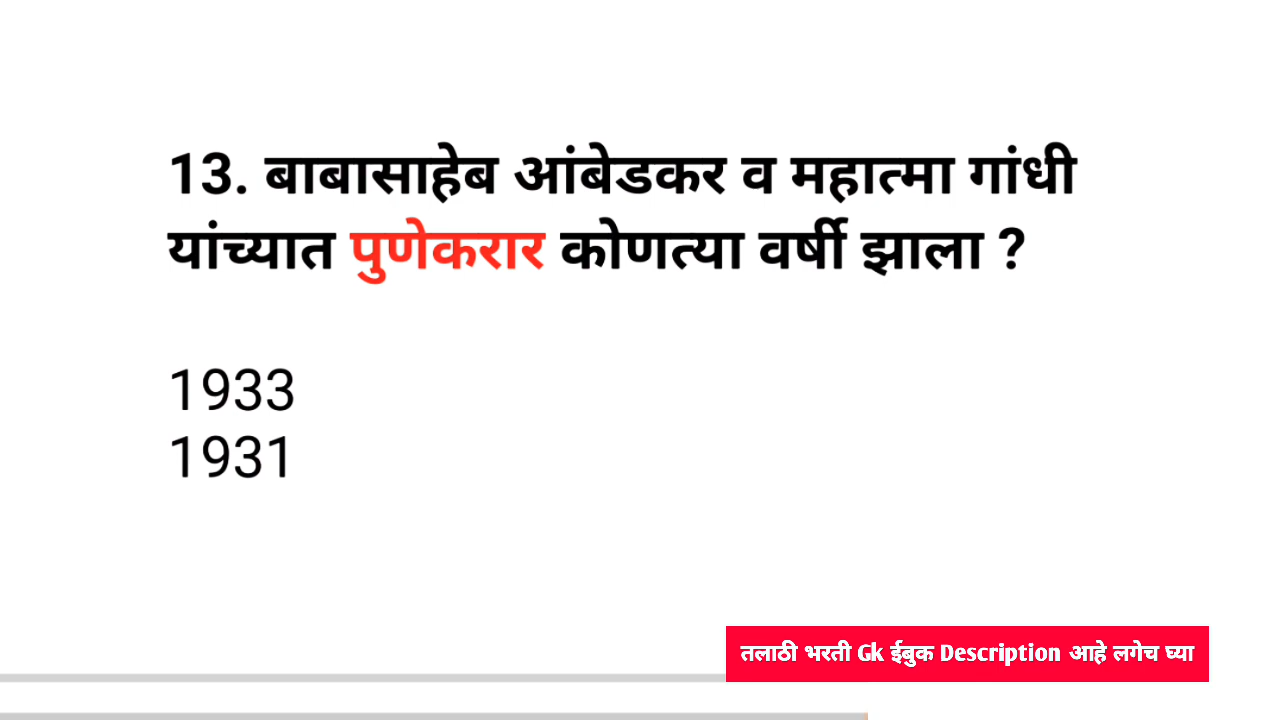 13. बाबासाहेब आंबेडकर व महात्मा गांधी
यांच्यात पुणेकरार कोणत्या वर्षी झाला ?
1933
1931
तलाठी भरती Gk ईबुक Description आहे लगेच घ्या